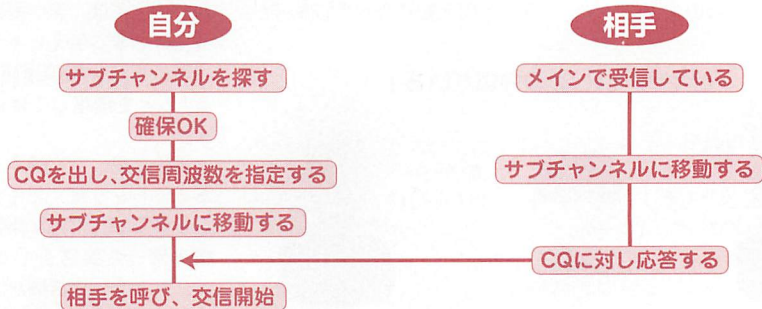 自分
サブチャンネルを探す
確保OK
CQを出し、交信周波数を指定する
サブチャンネルに移動する
相手を呼び、交信開始
相手
メインで受信している
サブチャンネルに移動する
CQに対し応答する